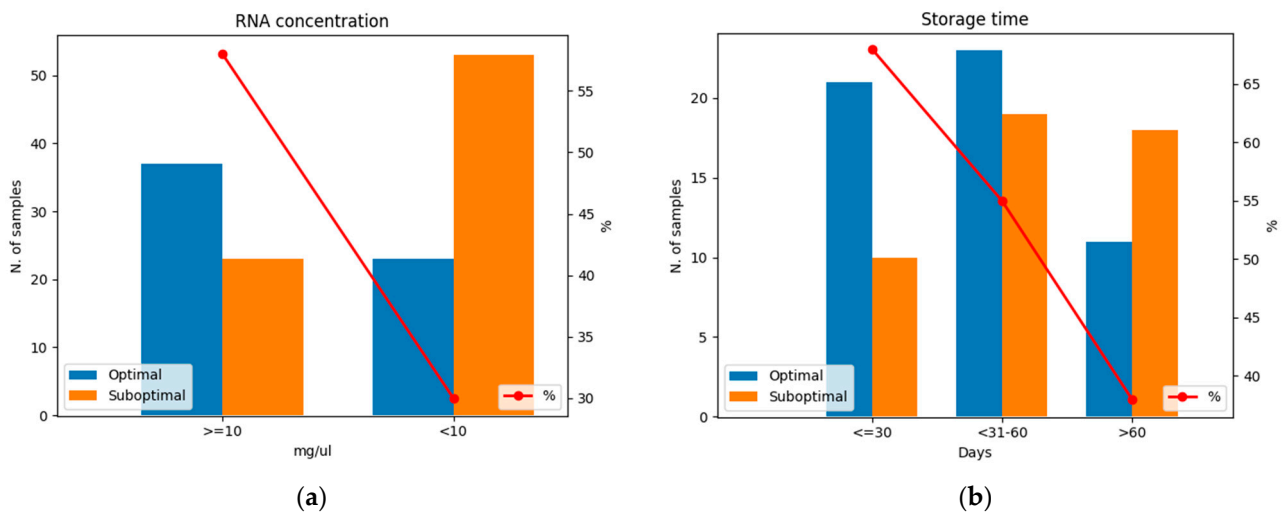 RNA concentration
50
40
30
20
10
0
N. of samples
55
50
45
40
35
30
%
Optimal
Suboptimal
%
>=10
<10
mg/ul
(a)
Storage time
20
15
10
5
0
N. of samples
65
60
55
50
45
40
%
Optimal
Suboptimal
%
<=30
<31-60
>60
Days
(b)